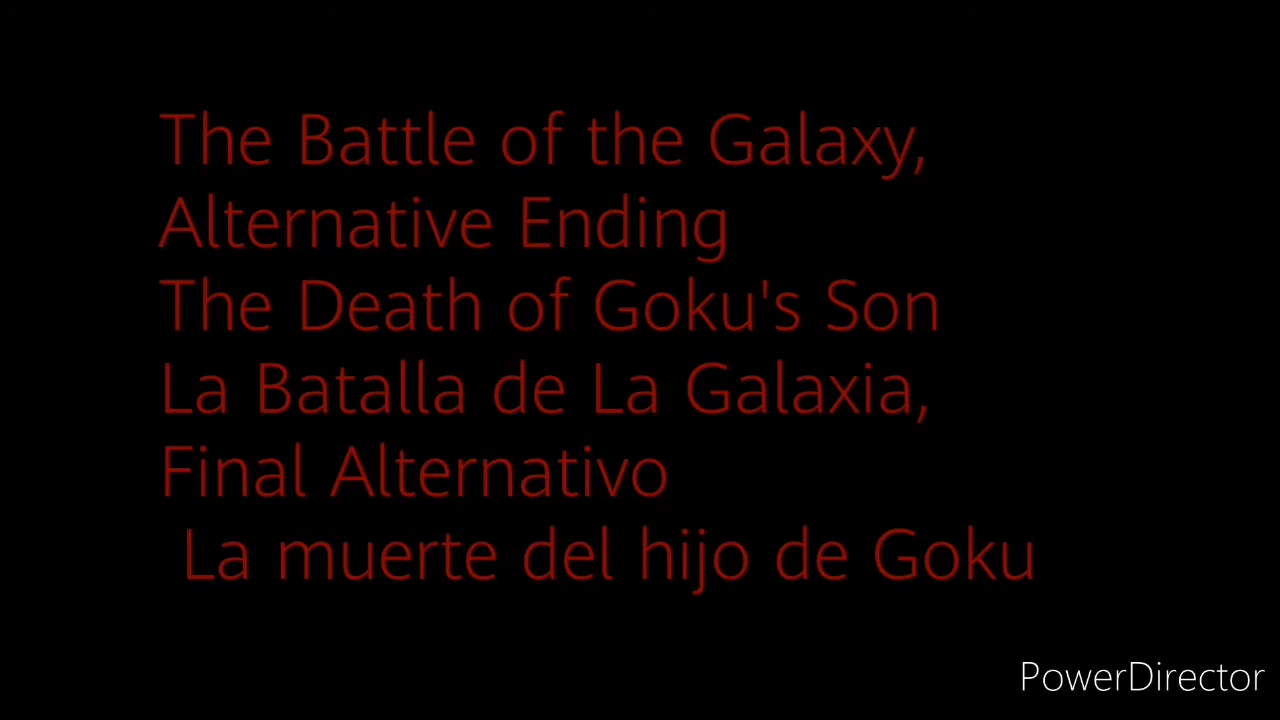 The Battle of the Galaxy,
Alternative Ending
The Death of Goku's Son
La Batalla de La Galaxia,
Final Alternativo
La muerte del hijo de Goku
PowerDirector